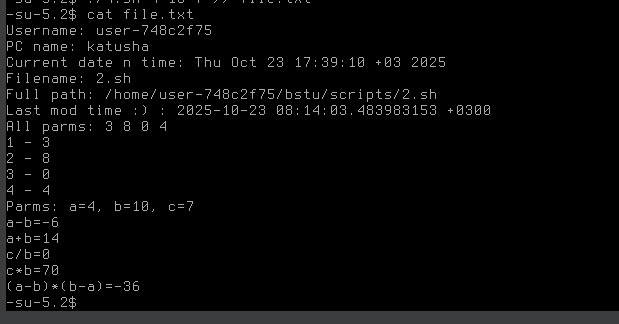 -su-5.2$ cat file.txt
Username: user-748c2f75
PC name: katusha
Current date n time: Thu Oct 23 17:39:10 +03 2025
Filename: 2.sh
Full path: /home/user-748c2f75/bstu/scripts/2.sh
Last mod time :) : 2025-10-23 08:14:03.483983153 +0300
All parms: 3 8 0 4
1 - 3
2 - 8
3 - 0
4 - 4
Parms: a=4, b=10, c=7
a-b=-6
a+b=14
c/b=0
c*b=70
(a-b)*(b-a)=-36
-su-5.2$